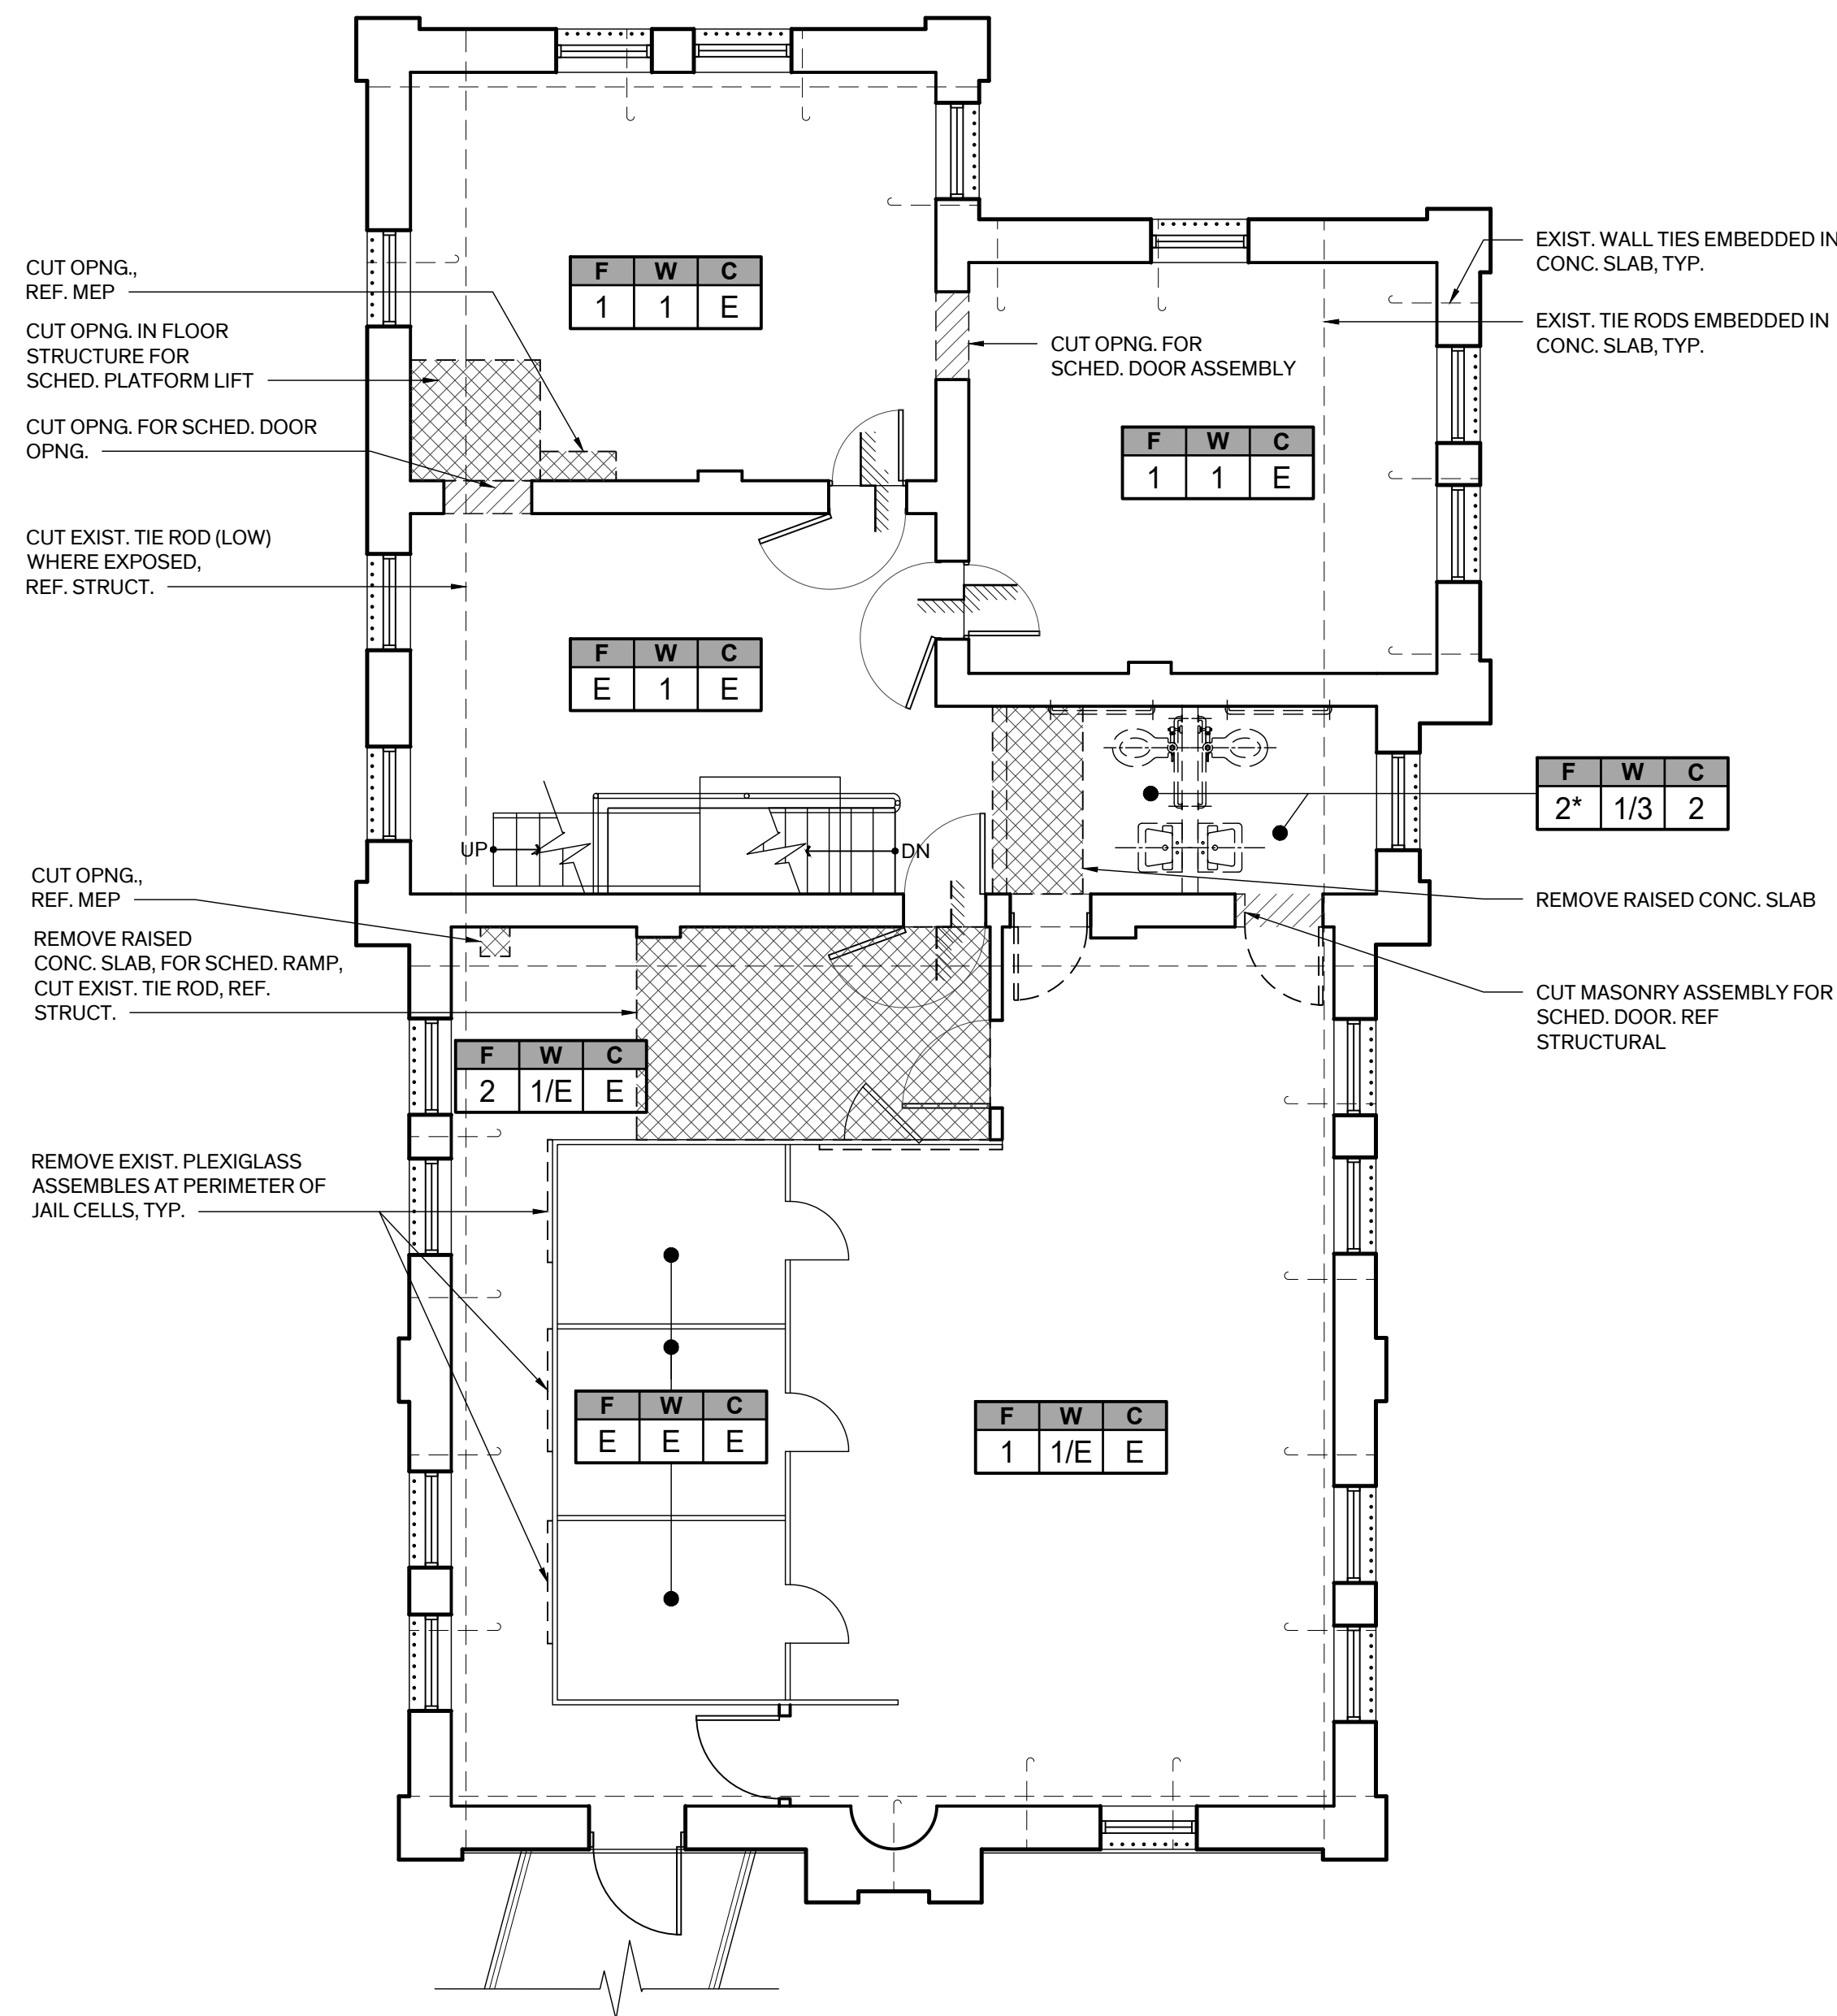 CUT OPNG.,
REF. MEP
CUT OPNG. IN FLOOR
STRUCTURE FOR
SCHED. PLATFORM LIFT
CUT OPNG. FOR SCHED. DOOR
OPNG.
CUT EXIST. TIE ROD (LOW)
WHERE EXPOSED,
REF. STRUCT.
CUT OPNG.,
REF. MEP
REMOVE RAISED
CONC. SLAB, FOR SCHED. RAMP,
CUT EXIST. TIE ROD, REF.
STRUCT.
REMOVE EXIST. PLEXIGLASS
ASSEMBLES AT PERIMETER OF
JAIL CELLS, TYP.
F W C
1 1 E
CUT OPNG. FOR
SCHED. DOOR ASSEMBLY
F W C
1 1 E
F W C
E 1 E
UP
DN
F W C
2 1/E E
F W C
E E E
F W C
1 1/E E
EXIST. WALL TIES EMBEDDED IN
CONC. SLAB, TYP.
EXIST. TIE RODS EMBEDDED IN
CONC. SLAB, TYP.
F W C
2* 1/3 2
REMOVE RAISED CONC. SLAB
CUT MASONRY ASSEMBLY FOR
SCHED. DOOR. REF
STRUCTURAL